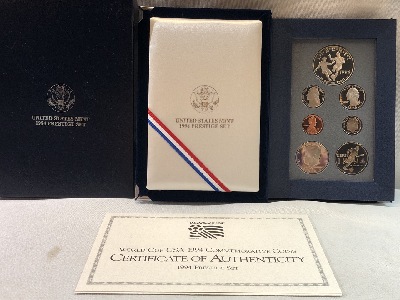 UNITED STATES MINT
1994 PRESTIGE SET
UNITED STATES MINT
1994 PRESTIGE SET
WORLD CUP USA 1994 COMMEMORATIVE COINS
CERTIFICATE OF AUTHENTICITY
1994 PRESTIGE SET